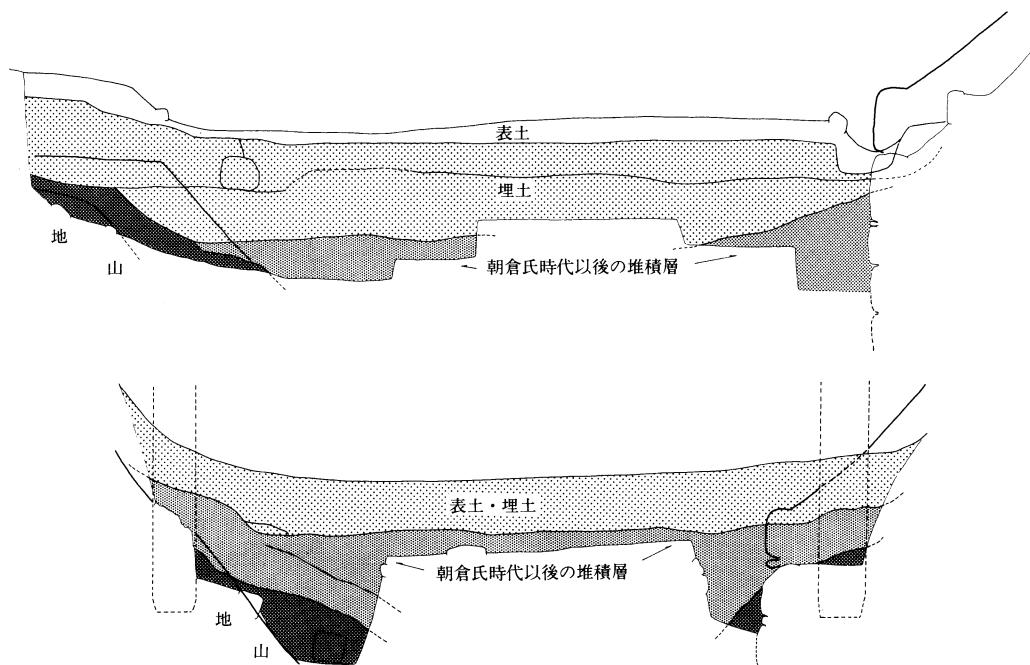 表土
埋土
地
山
朝倉氏時代以後の堆積層
表土・埋土
朝倉氏時代以後の堆積層
地
山